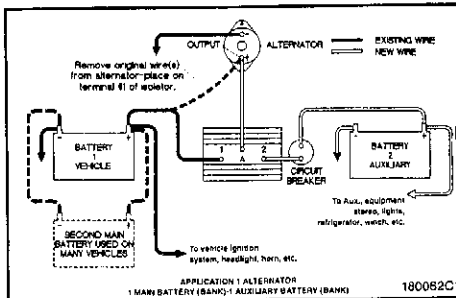 OUTPUT
ALTERNATOR
EXISTING WIRE
NEW WIRE
Remove original wire(s)
from alternator-place on
terminal #1 of isolator.
BATTERY
1
VEHICLE
1
A
2
CIRCUIT
BREAKER
BATTERY
2
AUXILIARY
To Aux., equipment
stereo, lights,
refrigerator, winch, etc.
SECOND MAIN
BATTERY USED ON
MANY VEHICLES
To vehicle ignition
system, headlight, horn, etc.
APPLICATION 1 ALTERNATOR
1 MAIN BATTERY (BANK)-1 AUXILIARY BATTERY (BANK)
180062C1